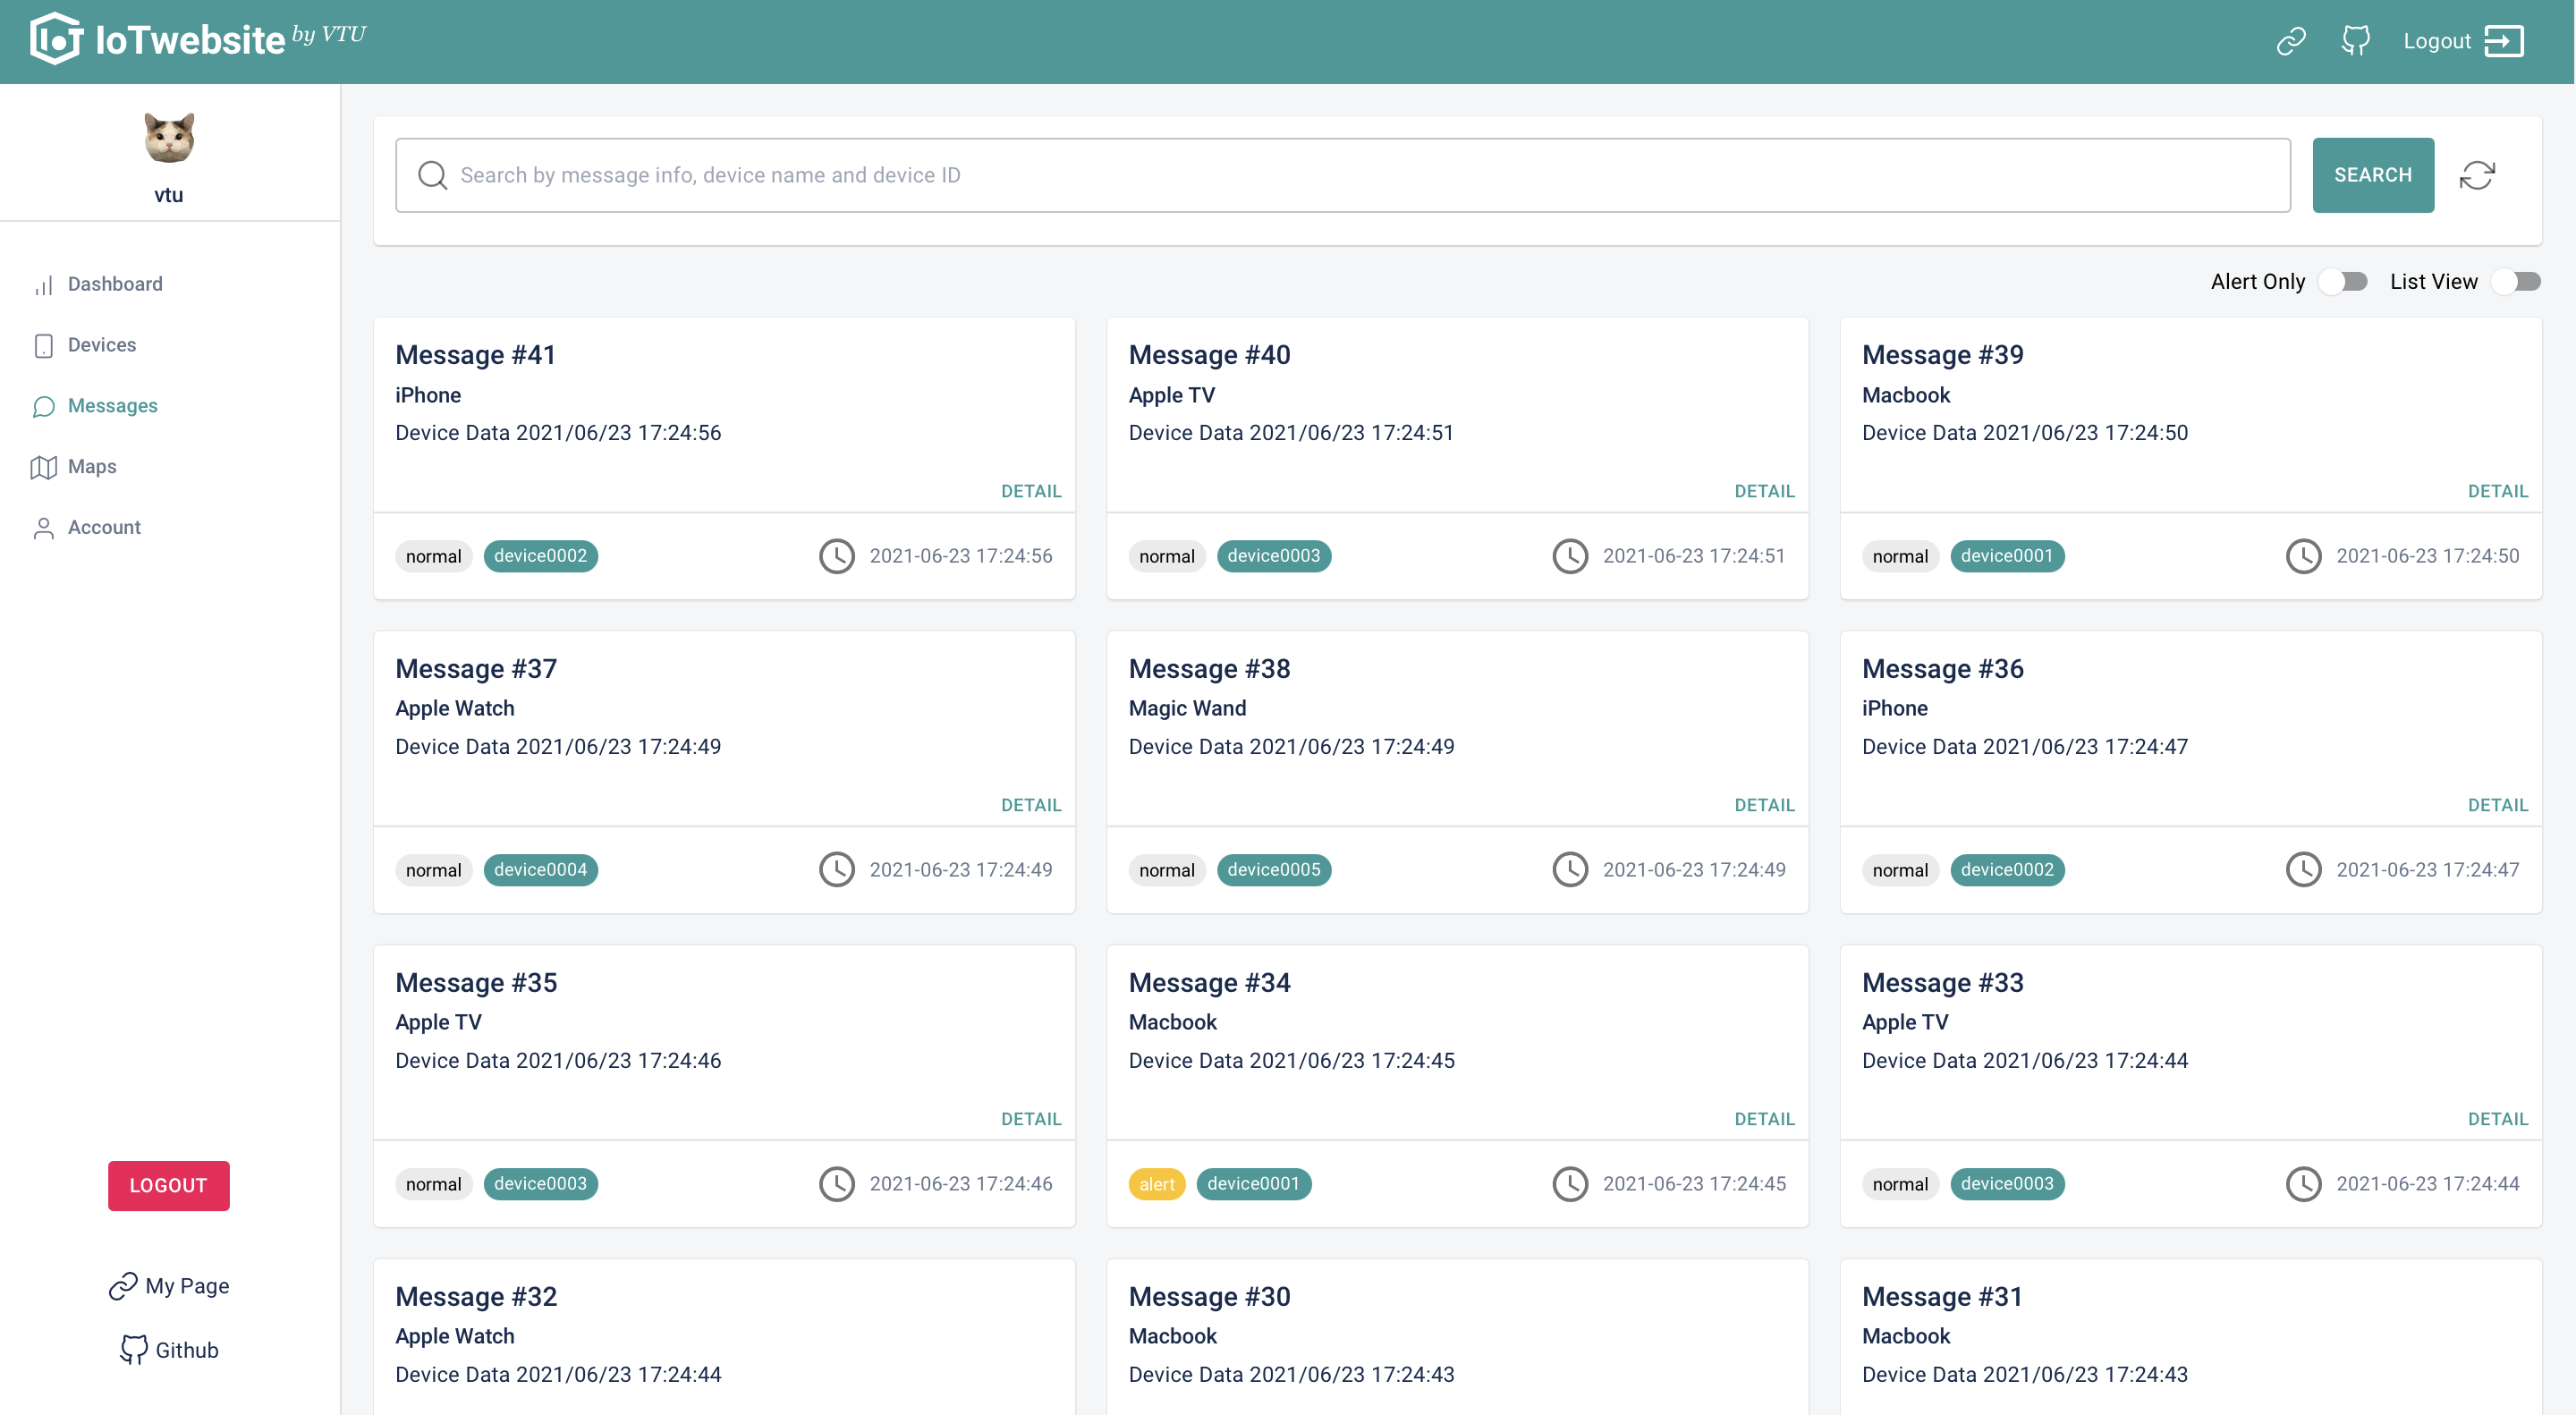 IoTwebsite by VTU
Logout
vtu
Dashboard
Devices
Messages
Maps
Account
LOGOUT
My Page
Github
Search by message info, device name and device ID
SEARCH
Alert Only
List View
Message #41
iPhone
Device Data 2021/06/23 17:24:56
DETAIL
normal device0002 2021-06-23 17:24:56
Message #40
Apple TV
Device Data 2021/06/23 17:24:51
DETAIL
normal device0003 2021-06-23 17:24:51
Message #39
Macbook
Device Data 2021/06/23 17:24:50
DETAIL
normal device0001 2021-06-23 17:24:50
Message #37
Apple Watch
Device Data 2021/06/23 17:24:49
DETAIL
normal device0004 2021-06-23 17:24:49
Message #38
Magic Wand
Device Data 2021/06/23 17:24:49
DETAIL
normal device0005 2021-06-23 17:24:49
Message #36
iPhone
Device Data 2021/06/23 17:24:47
DETAIL
normal device0002 2021-06-23 17:24:47
Message #35
Apple TV
Device Data 2021/06/23 17:24:46
DETAIL
normal device0003 2021-06-23 17:24:46
Message #34
Macbook
Device Data 2021/06/23 17:24:45
DETAIL
alert device0001 2021-06-23 17:24:45
Message #33
Apple TV
Device Data 2021/06/23 17:24:44
DETAIL
normal device0003 2021-06-23 17:24:44
Message #32
Apple Watch
Device Data 2021/06/23 17:24:44
Message #30
Macbook
Device Data 2021/06/23 17:24:43
Message #31
Macbook
Device Data 2021/06/23 17:24:43